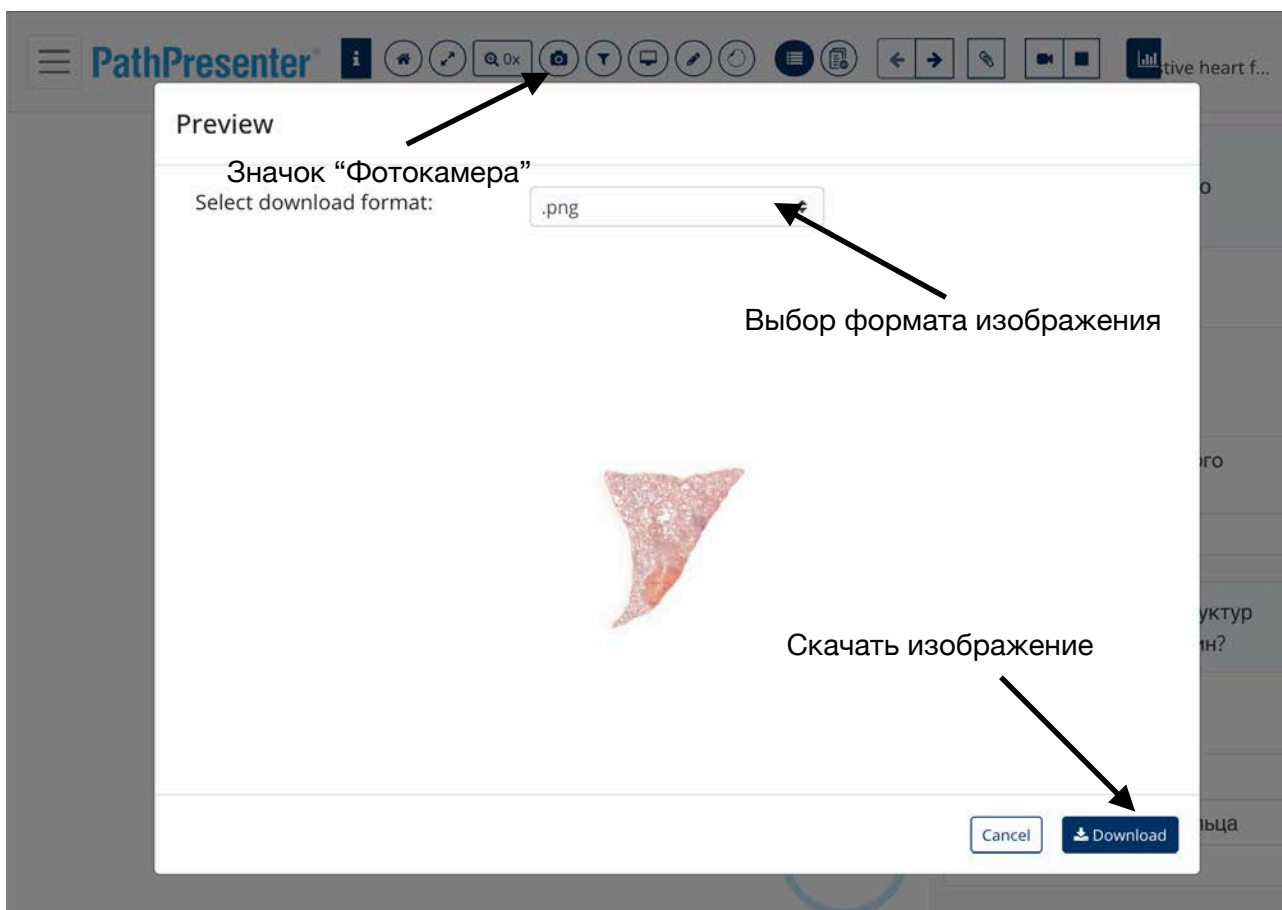 PathPresenter
0x
stive heart f...
Preview
Значок “Фотокамера”
Select download format:
.png
о
Выбор формата изображения
ого
уктур
ин?
Скачать изображение
льца
Cancel
Download